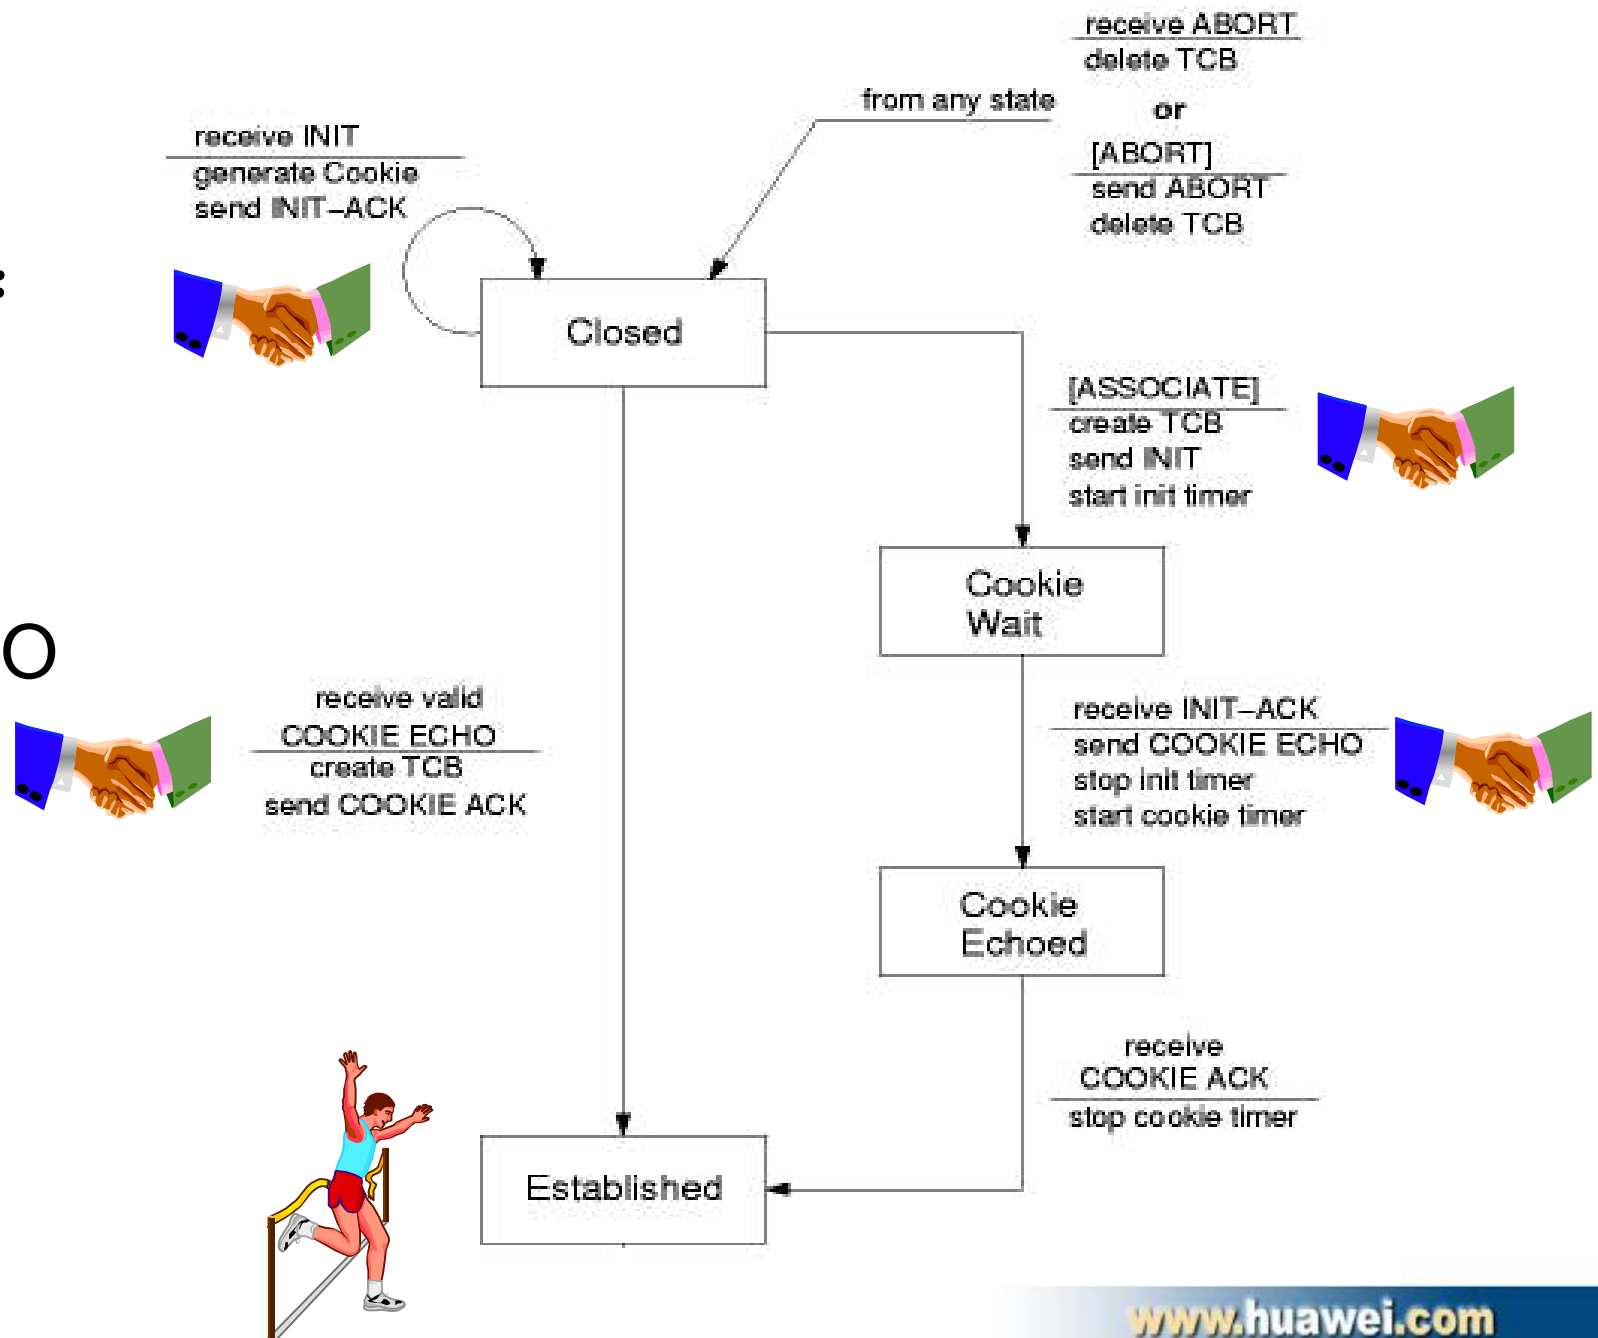 receive ABORT
delete TCB
from any state
or
receive INIT
[ABORT]
generate Cookie
send ABORT
send INIT–ACK
delete TCB
:
Closed
[ASSOCIATE]
create TCB
send INIT
start init timer
Cookie
Wait
O
receive valid
COOKIE ECHO
create TCB
send COOKIE ACK
receive INIT–ACK
send COOKIE ECHO
stop init timer
start cookie timer
Cookie
Echoed
receive
COOKIE ACK
stop cookie timer
Established
www.huawei.com